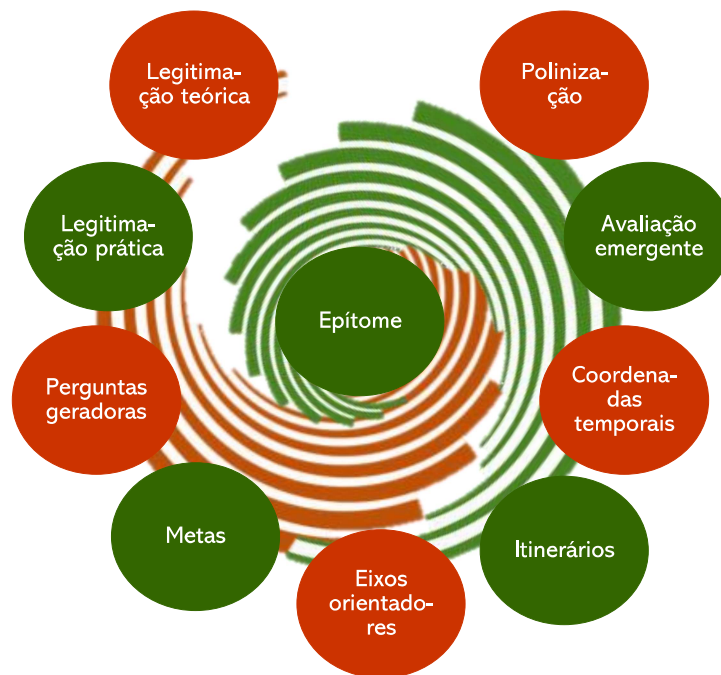 Legitima-
ção teórica
Poliniza-
ção
Legitima-
ção prática
Avaliação
emergente
Epítome
Perguntas
geradoras
Coordena-
das
temporais
Metas
Itinerários
Eixos
orientado-
res